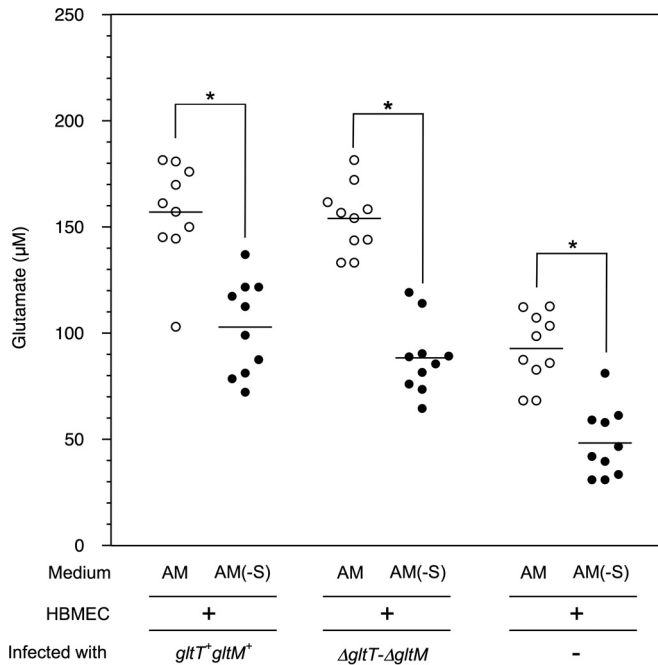 250
*
200
*
150
*
100
50
0
Glutamate (µM)
Medium AM AM(-S) AM AM(-S) AM AM(-S)
HBMEC + + +
Infected with gltT⁺gltM⁺ ΔgltT-ΔgltM -